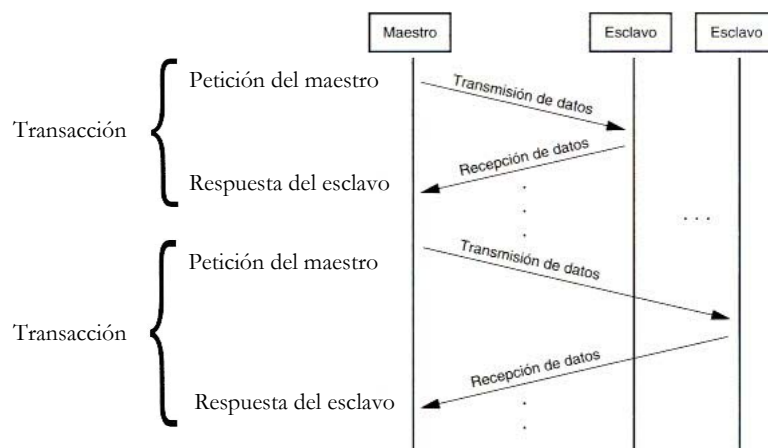 Maestro
Esclavo
Esclavo
Petición del maestro
Transmisión de datos
Transacción
Recepción de datos
Respuesta del esclavo
. . .
Petición del maestro
Transmisión de datos
Transacción
Recepción de datos
Respuesta del esclavo